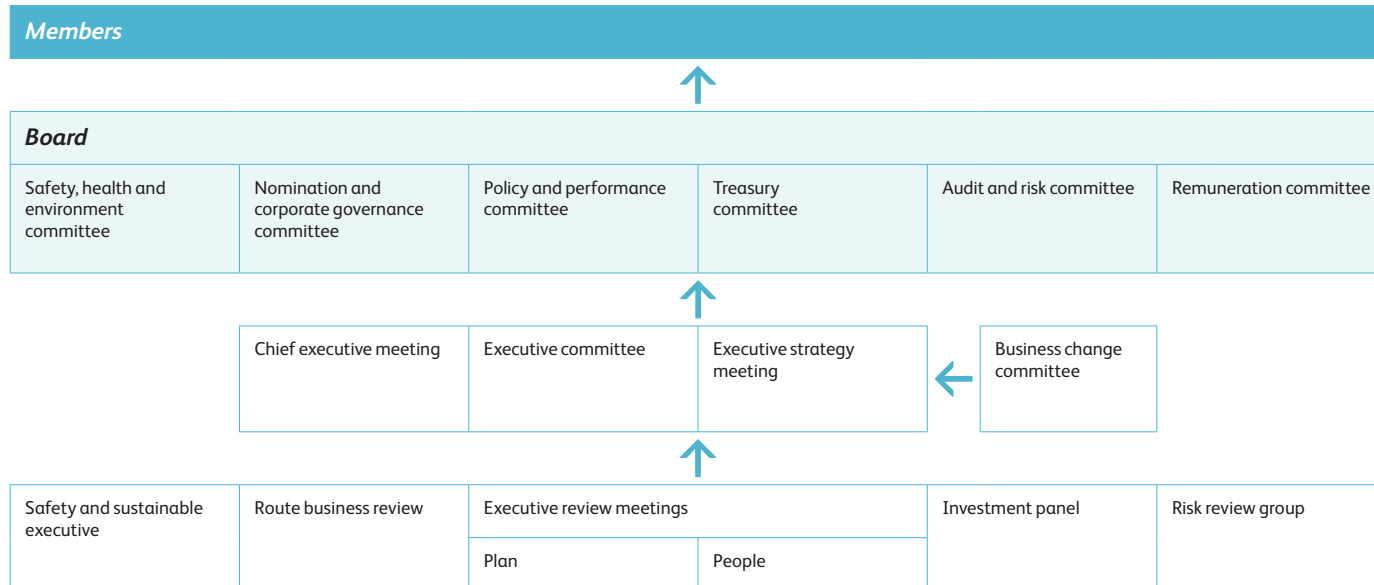 Members
Board
Safety, health and
environment
committee
Nomination and
corporate governance
committee
Policy and performance
committee
Treasury
committee
Audit and risk committee
Remuneration committee
Chief executive meeting
Executive committee
Executive strategy
meeting
Business change
committee
Safety and sustainable
executive
Route business review
Executive review meetings
Plan
People
Investment panel
Risk review group